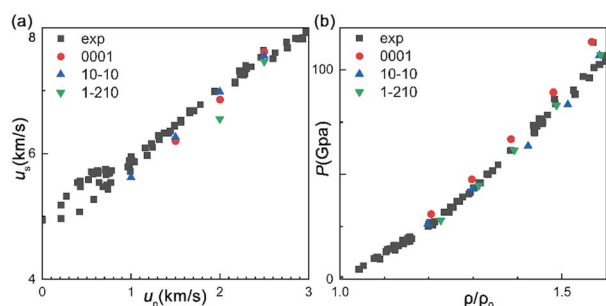 (a)
8
exp
0001
10-10
1-210
6
4
uₛ(km/s)
0 1 2 3
uₚ(km/s)
(b)
exp
0001
10-10
1-210
100
0
P(Gpa)
1.0 1.5
ρ/ρ₀